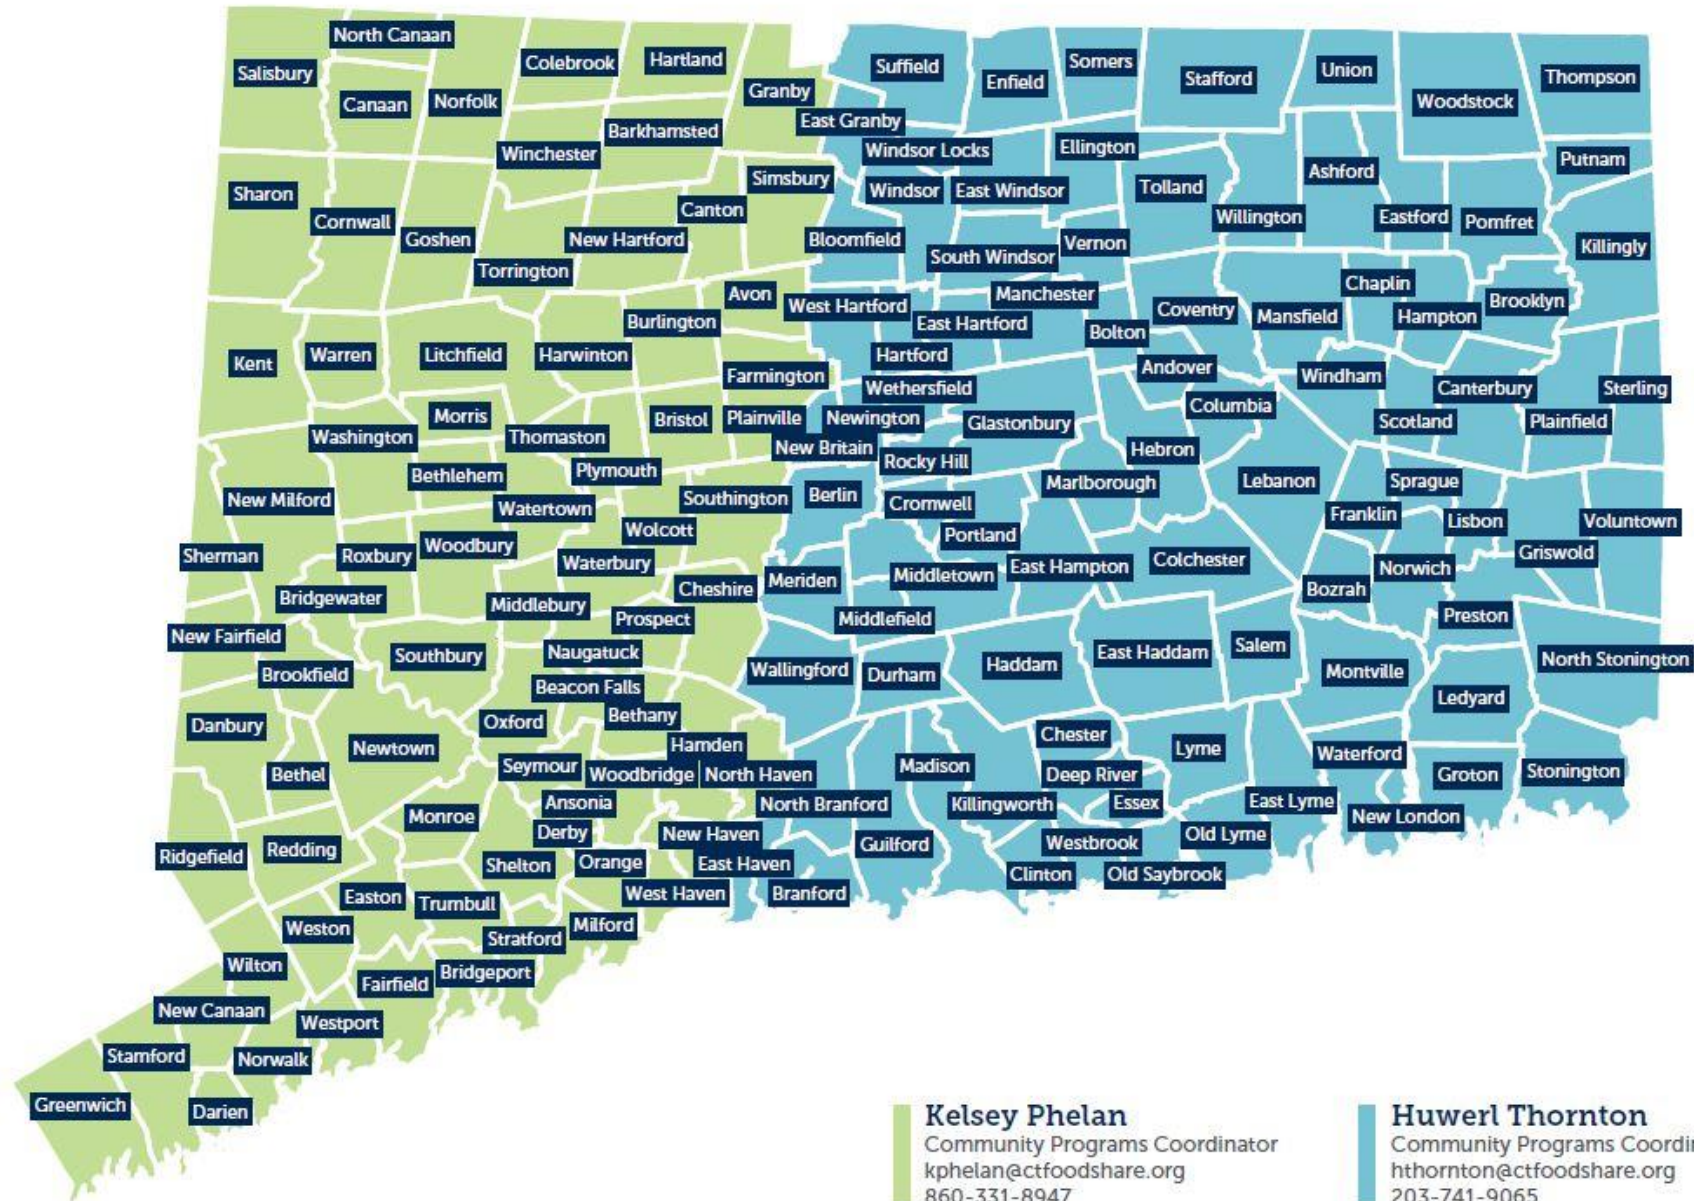 North Canaan
Salisbury
Colebrook
Hartland
Suffield
Enfield
Somers
Stafford
Union
Thompson
Canaan
Norfolk
Granby
Woodstock
East Granby
Barkhamsted
Winchester
Windsor Locks
Ellington
Putnam
Sharon
Simsbury
Windsor
East Windsor
Tolland
Ashford
Cornwall
Canton
Willington
Eastford
Pomfret
Goshen
New Hartford
Bloomfield
South Windsor
Vernon
Killingly
Torrington
Avon
West Hartford
Manchester
Chaplin
Brooklyn
Burlington
East Hartford
Bolton
Coventry
Mansfield
Hampton
Kent
Warren
Litchfield
Harwinton
Hartford
Andover
Farmington
Wethersfield
Windham
Canterbury
Sterling
Morris
Bristol
Plainville
Newington
Glastonbury
Columbia
Scotland
Plainfield
Washington
Thomaston
New Britain
Rocky Hill
Hebron
Bethlehem
Plymouth
Marlborough
Lebanon
Sprague
New Milford
Southington
Berlin
Cromwell
Watertown
Wolcott
Portland
Franklin
Lisbon
Voluntown
Sherman
Roxbury
Woodbury
Waterbury
Meriden
Middletown
East Hampton
Colchester
Norwich
Griswold
Bridgewater
Middlebury
Cheshire
Bozrah
New Fairfield
Prospect
Middlefield
Preston
Southbury
Naugatuck
Wallingford
Durham
Haddam
East Haddam
Salem
Montville
North Stonington
Brookfield
Beacon Falls
Ledyard
Danbury
Oxford
Bethany
Newtown
Hamden
Chester
Lyme
Waterford
Bethel
Seymour
Woodbridge
North Haven
Madison
Deep River
Groton
Stonington
Monroe
Ansonia
North Branford
Killingworth
Essex
East Lyme
New London
Ridgefield
Redding
Derby
New Haven
Guilford
Westbrook
Old Lyme
Shelton
Orange
East Haven
Clinton
Old Saybrook
Easton
Trumbull
West Haven
Branford
Weston
Stratford
Milford
Wilton
Fairfield
Bridgeport
New Canaan
Westport
Stamford
Norwalk
Greenwich
Darien
Kelsey Phelan
Community Programs Coordinator
kphelan@ctfoodshare.org
860-331-8947
Huwerl Thornton
Community Programs Coordi
hthornton@ctfoodshare.org
203-741-9065